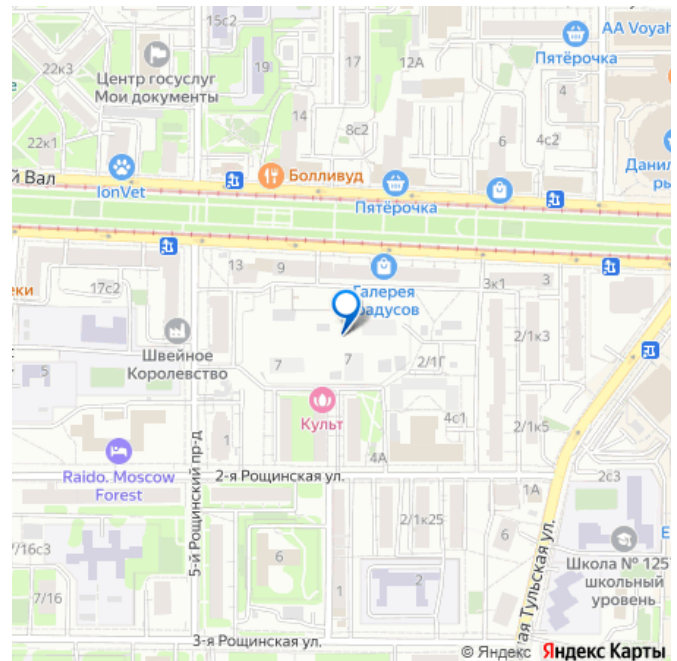 15с2
AA Voyah
Пятёрочка
22к3
Центр госуслуг
Мои документы
19
17
12А
4
14
8с2
6
4с2
22к1
й Вал
IonVet
Болливуд
Пятёрочка
Данил
ры
13
9
Галерея
радусов
3к1
3
еки
17с2
Швейное
Королевство
5
7
7
2/1Г
2/1к3
Культ
4с1
2/1к5
1
4А
Raido. Moscow
Forest
5-й Рощинский пр-д
2-я Рощинская ул.
1А
2с3
2/1к25
6
7/16с3
6
Школа № 125
школьный
уровень
7/16
1
2
3-я Рощинская ул.
ая Тульская ул.
© Яндекс Яндекс Карты